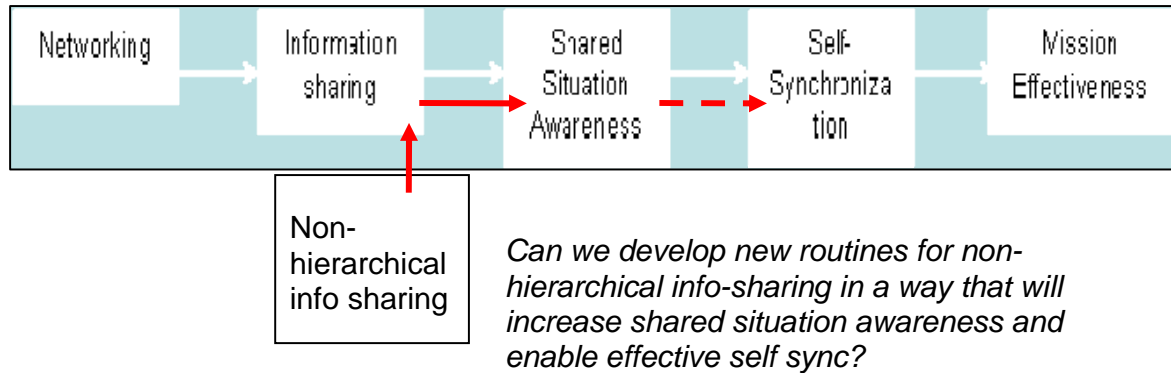 Networking
Information
sharing
Shared
Situation
Awareness
Self-
Synchroniza
tion
Mission
Effectiveness
Non-
hierarchical
info sharing
Can we develop new routines for non-
hierarchical info-sharing in a way that will
increase shared situation awareness and
enable effective self sync?